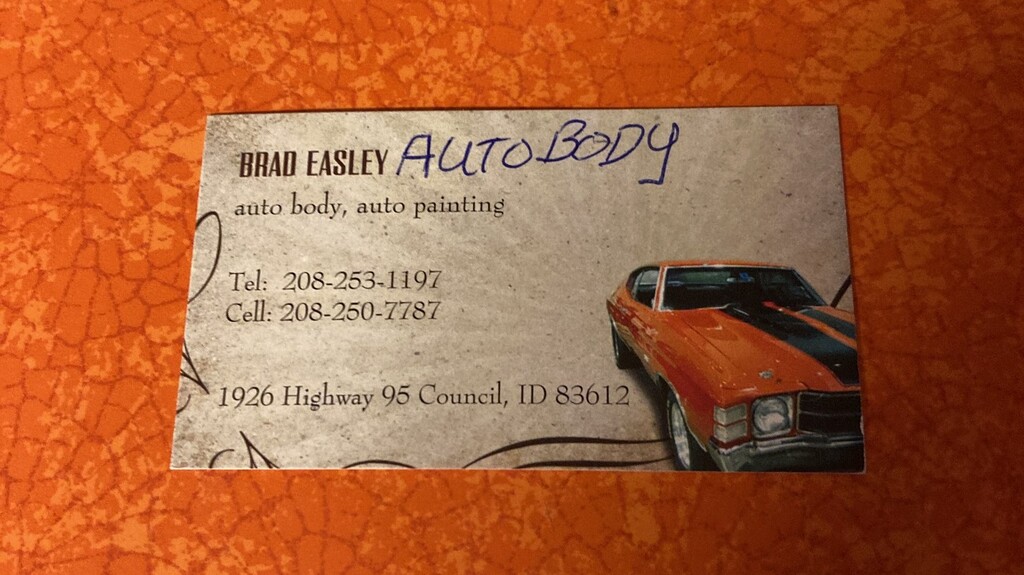 BRAD EASLEY AUTO BODY
auto body, auto painting
Tel: 208-253-1197
Cell: 208-250-7787
1926 Highway 95 Council, ID 83612